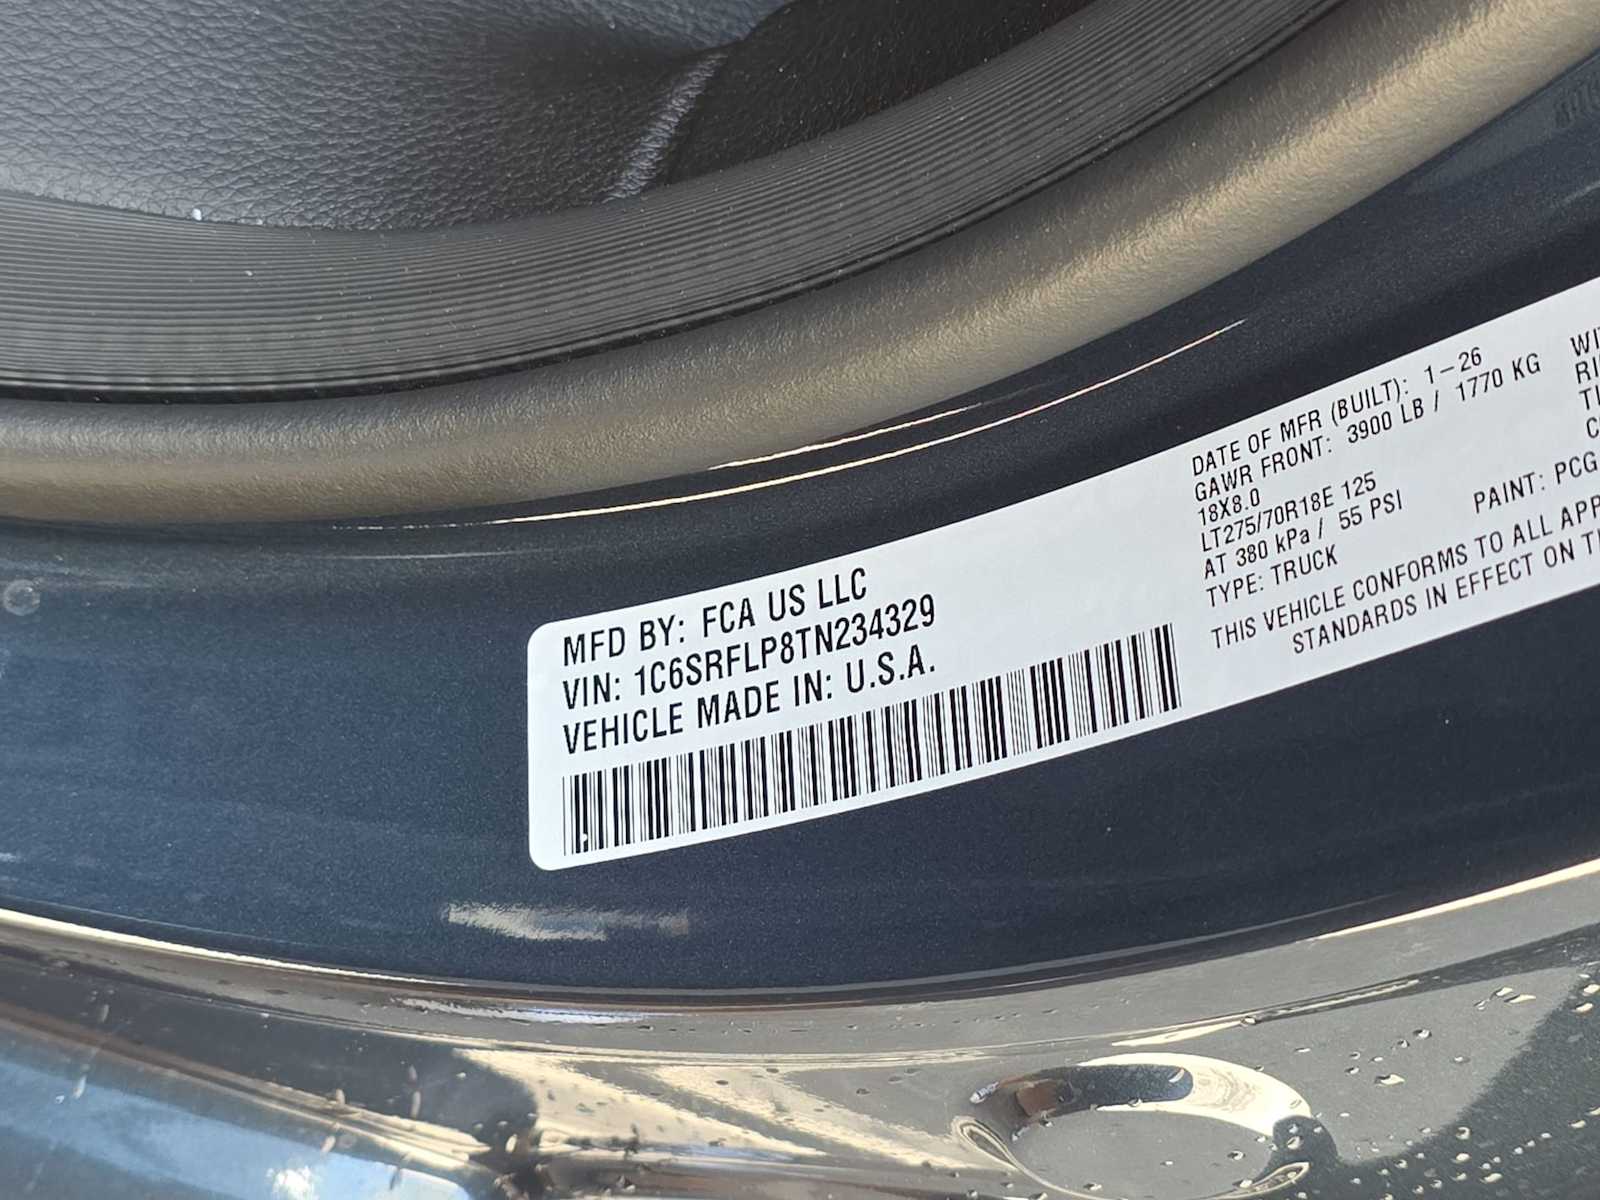 MFD BY: FCA US LLC
VIN: 1C6SRFLP8TN234329
VEHICLE MADE IN: U.S.A.
DATE OF MFR (BUILT): 1-26
GAWR FRONT: 3900 LB / 1770 KG
18X8.0
LT275/70R18E 125
AT 380 kPa / 55 PSI
TYPE: TRUCK
PAINT: PCG
THIS VEHICLE CONFORMS TO ALL
STANDARDS IN EFFECT ON